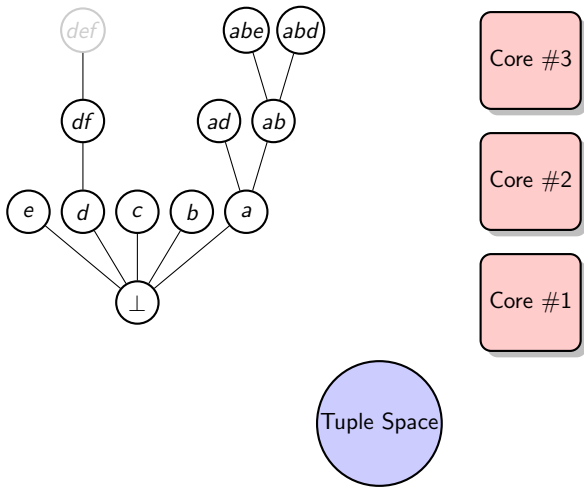 def
abe
abd
Core #3
df
ad
ab
Core #2
e
d
c
b
a
⊥
Core #1
Tuple Space